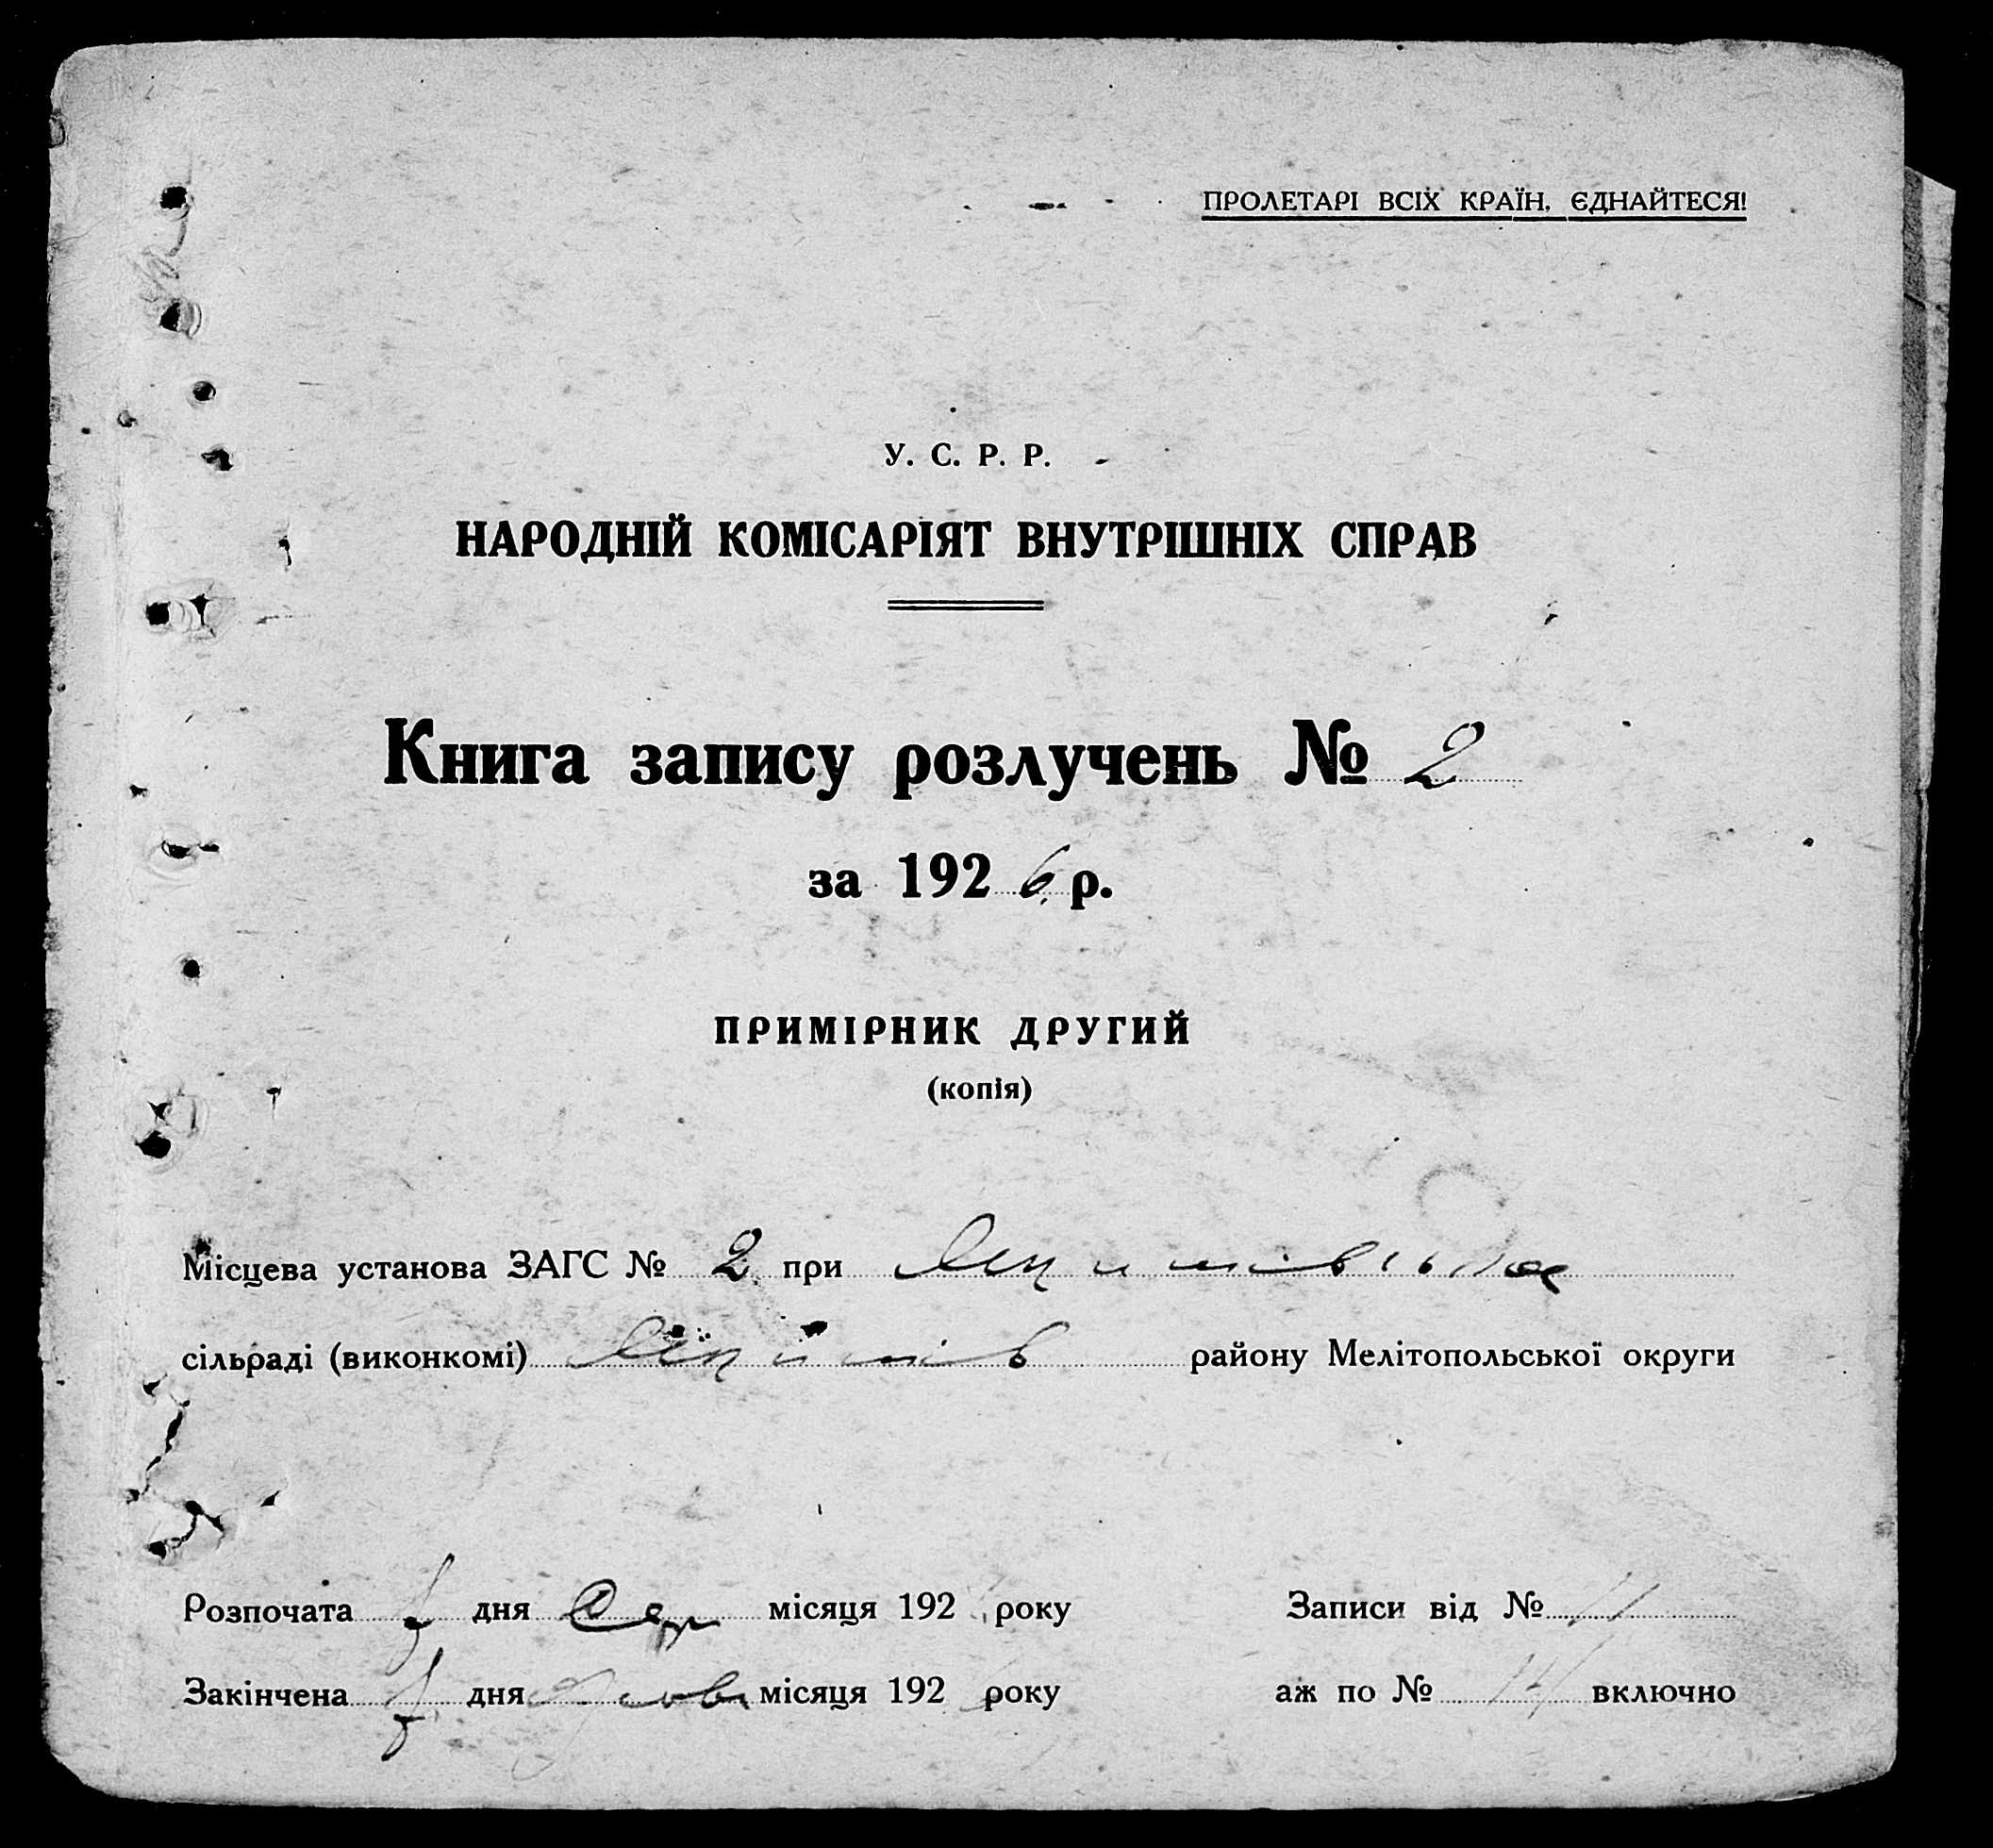 ПРОЛЕТАРІ ВСІХ КРАЇН, ЄДНАЙТЕСЯ!
У. С. Р. Р.
НАРОДНІЙ КОМІСАРІЯТ ВНУТРІШНІХ СПРАВ
Книга запису розлучень № 2
за 1926 р.
ПРИМІРНИК ДРУГИЙ
(копія)
Місцева установа ЗАГС № 2 при
сільраді (виконкомі) району Мелітопольської округи
Розпочата дня місяця 192 року
Записи від №
Закінчена дня місяця 192 року
аж по № 14 включно